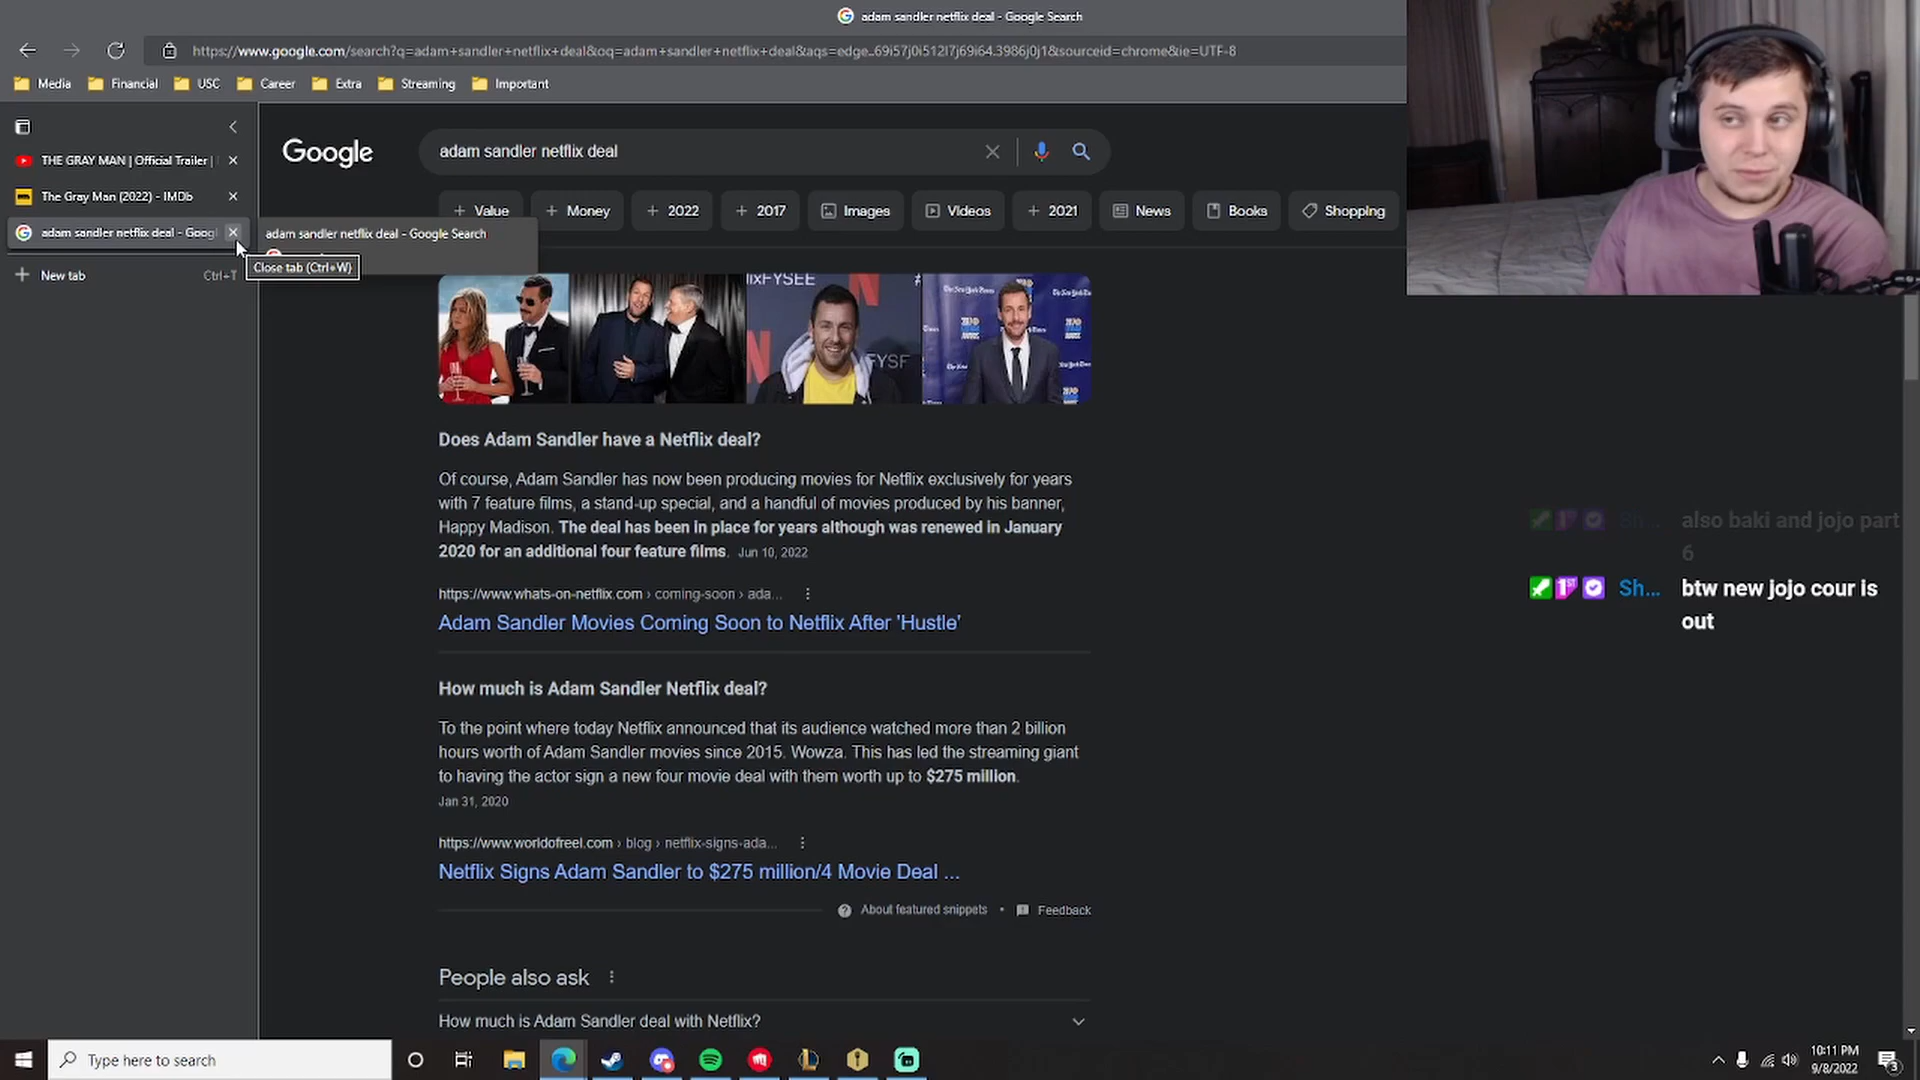 adam sandler netflix deal - Google Search
https://www.google.com/search?q=adam+sandler+netflix+deal&oq=adam+sandler+netflix+deal&aqs=edge..69i57j0i512l7j69i64.3986j0j1&sourceid=chrome&ie=UTF-8
Media Financial USC Career Extra Streaming Important
THE GRAY MAN | Official Trailer |
The Gray Man (2022) - IMDb
adam sandler netflix deal - Googl
adam sandler netflix deal - Google Search
Close tab (Ctrl+W)
New tab Ctrl+T
Google
adam sandler netflix deal
Value Money 2022 2017 Images Videos 2021 News Books Shopping
Does Adam Sandler have a Netflix deal?
Of course, Adam Sandler has now been producing movies for Netflix exclusively for years
with 7 feature films, a stand-up special, and a handful of movies produced by his banner,
Happy Madison. The deal has been in place for years although was renewed in January
2020 for an additional four feature films. Jun 10, 2022
https://www.whats-on-netflix.com › coming-soon › ada...
Adam Sandler Movies Coming Soon to Netflix After 'Hustle'
How much is Adam Sandler Netflix deal?
To the point where today Netflix announced that its audience watched more than 2 billion
hours worth of Adam Sandler movies since 2015. Wowza. This has led the streaming giant
to having the actor sign a new four movie deal with them worth up to $275 million.
Jan 31, 2020
https://www.worldofreel.com › blog › netflix-signs-ada...
Netflix Signs Adam Sandler to $275 million/4 Movie Deal ...
About featured snippets • Feedback
People also ask
How much is Adam Sandler deal with Netflix?
Sh... also baki and jojo part
6
Sh... btw new jojo cour is
out
Type here to search
10:11 PM
9/8/2022
3